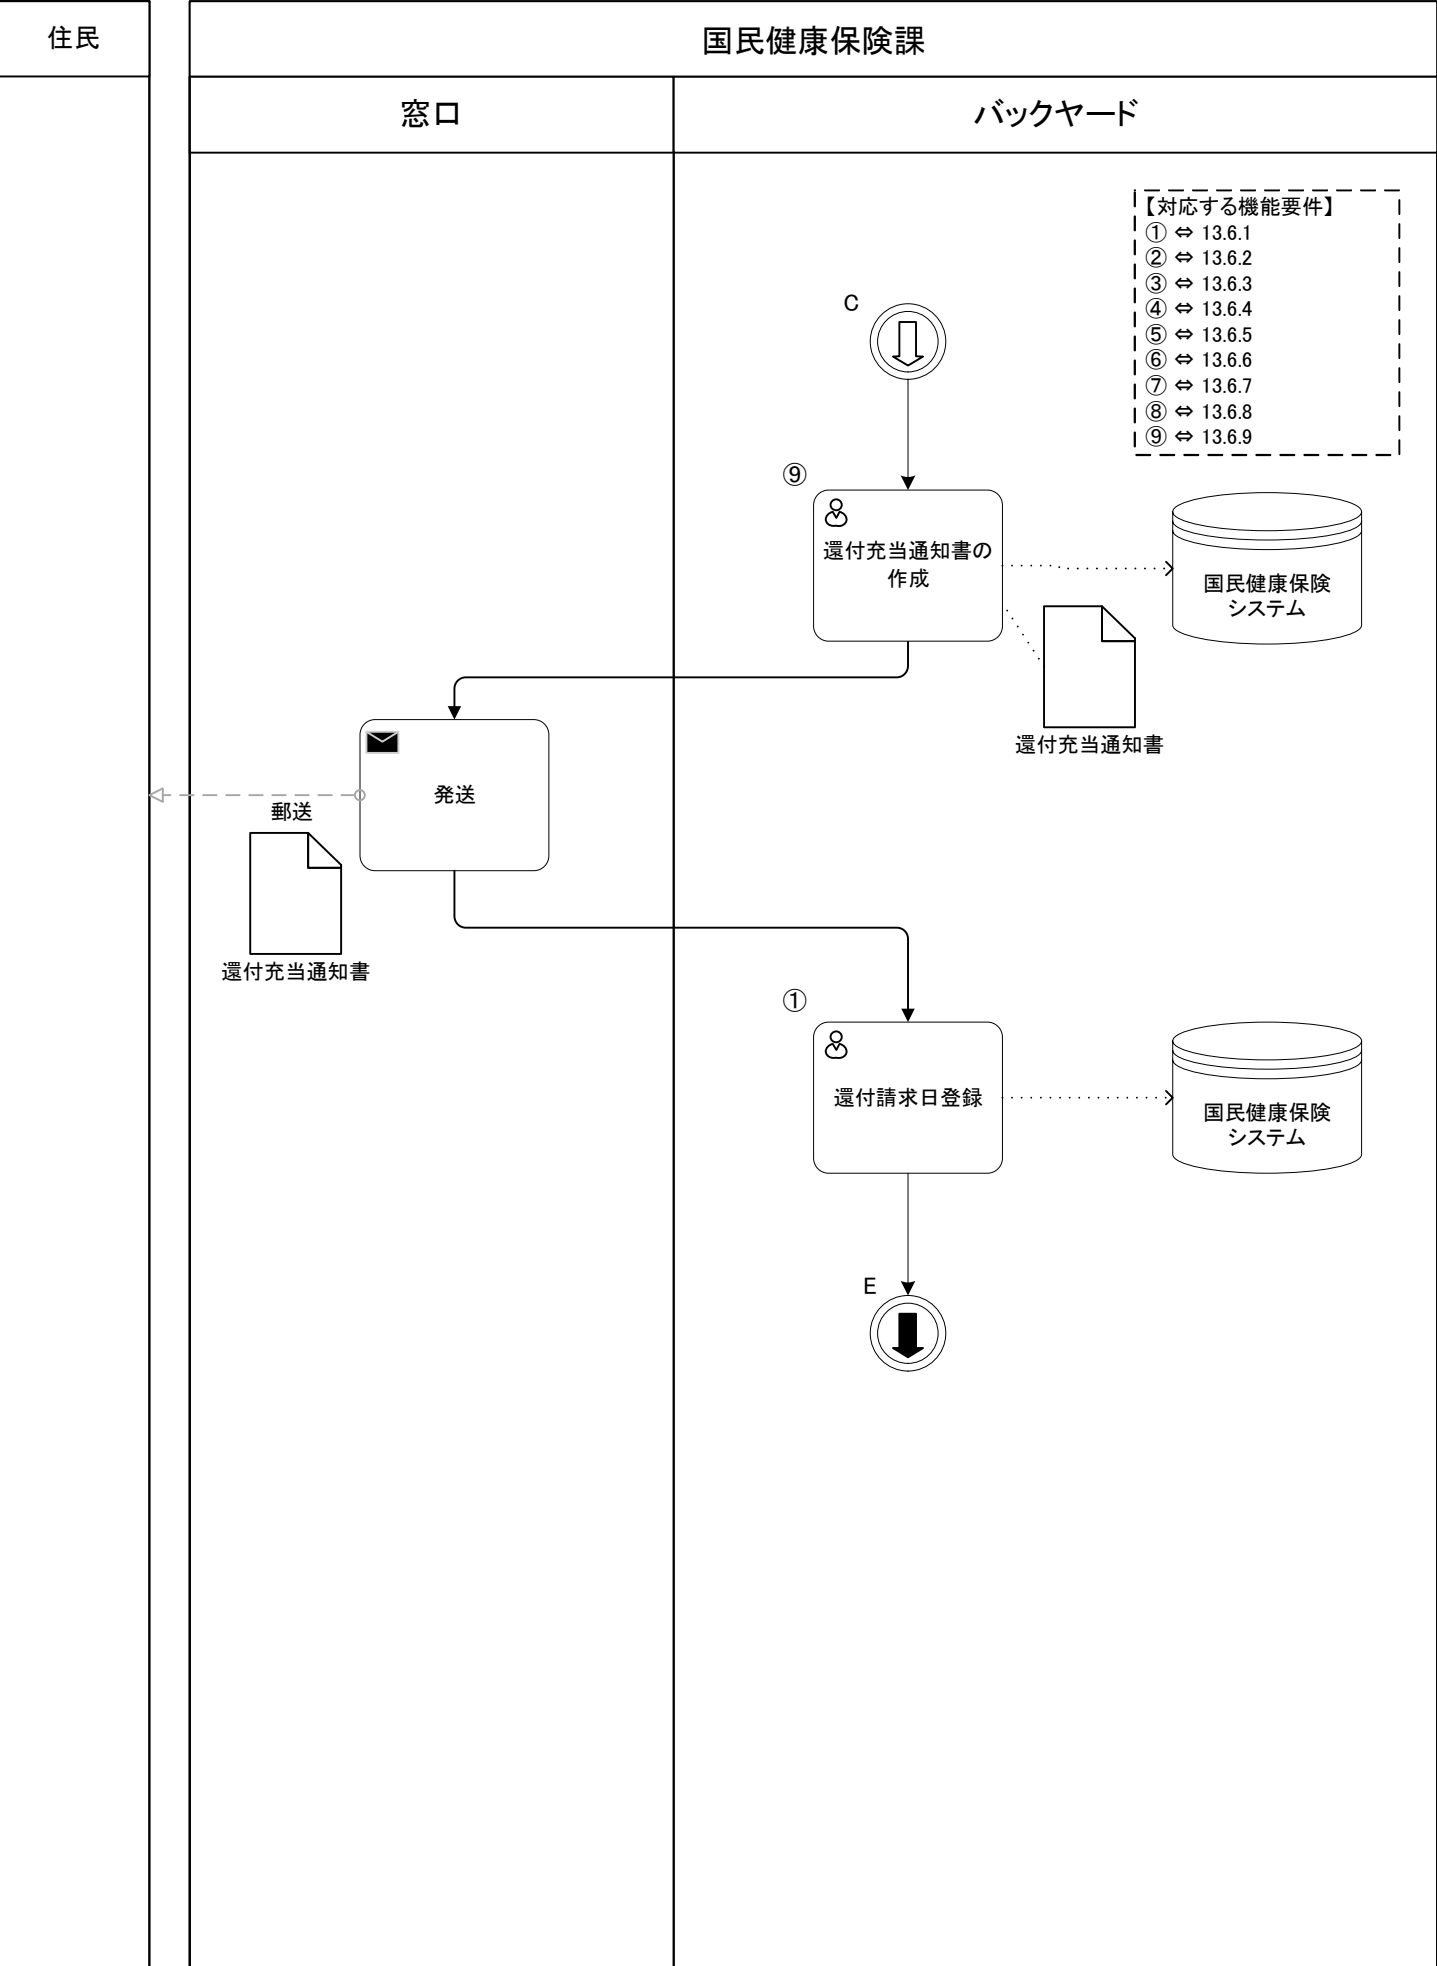 住民
国民健康保険課
窓口
バックヤード
【対応する機能要件】
① ⇔ 13.6.1
② ⇔ 13.6.2
③ ⇔ 13.6.3
④ ⇔ 13.6.4
⑤ ⇔ 13.6.5
⑥ ⇔ 13.6.6
⑦ ⇔ 13.6.7
⑧ ⇔ 13.6.8
⑨ ⇔ 13.6.9
C
⑨
還付充当通知書の
作成
国民健康保険
システム
還付充当通知書
発送
郵送
還付充当通知書
①
還付請求日登録
国民健康保険
システム
E